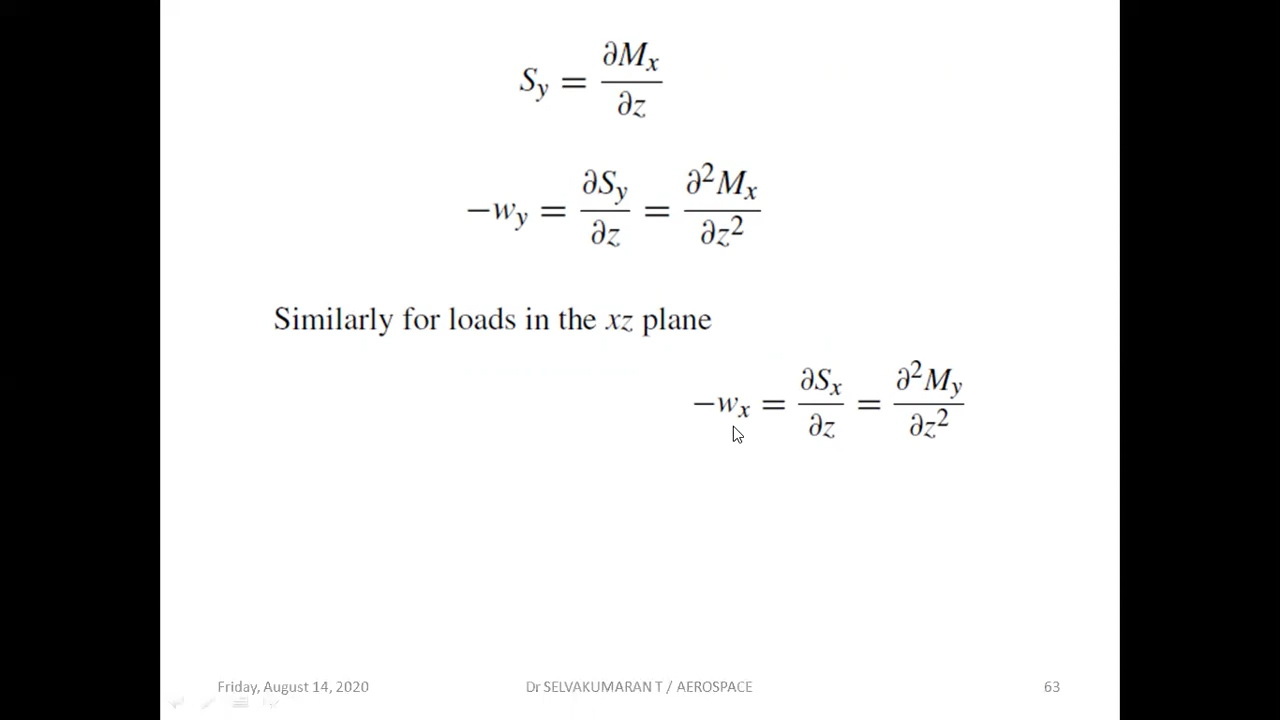 S_y = ∂M_x/∂z
−w_y = ∂S_y/∂z = ∂²M_x/∂z²
Similarly for loads in the xz plane
−w_x = ∂S_x/∂z = ∂²M_y/∂z²
Friday, August 14, 2020 Dr SELVAKUMARAN T / AEROSPACE 63